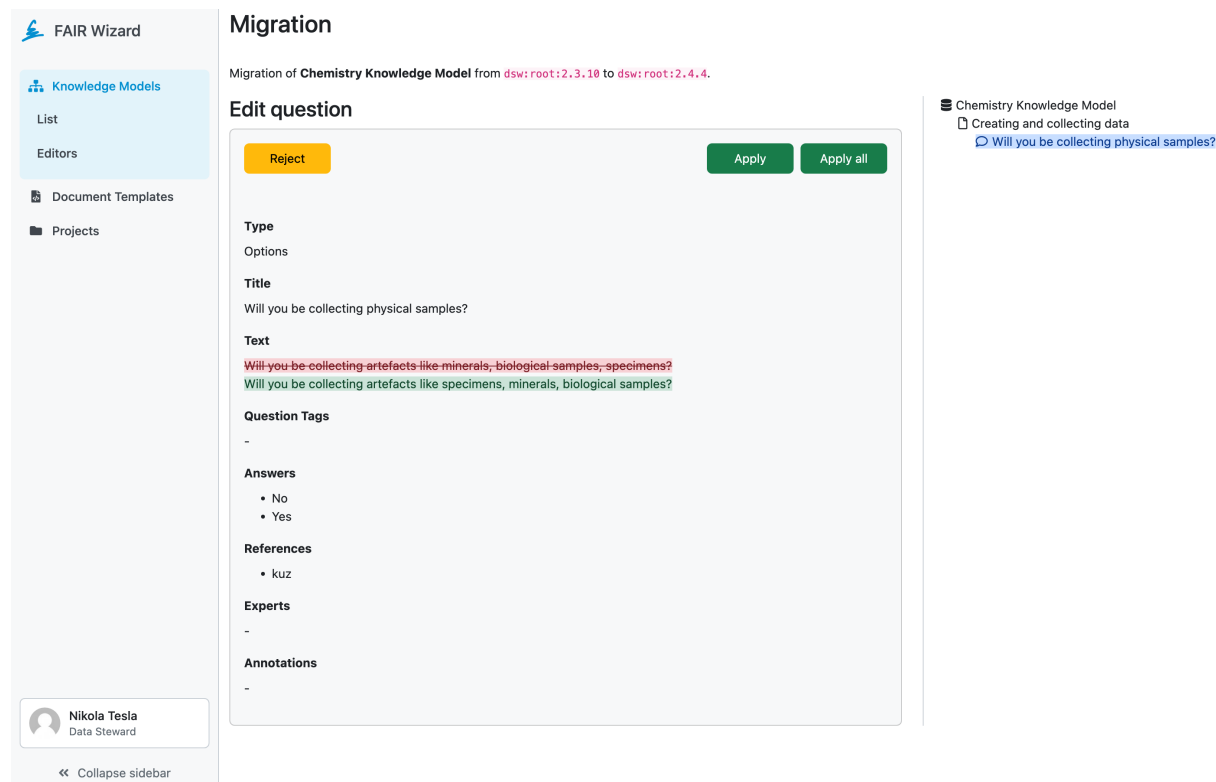 FAIR Wizard
Knowledge Models
List
Editors
Document Templates
Projects
Nikola Tesla
Data Steward
Collapse sidebar
Migration
Migration of Chemistry Knowledge Model from dsw:root:2.3.10 to dsw:root:2.4.4.
Edit question
Reject
Apply
Apply all
Type
Options
Title
Will you be collecting physical samples?
Text
Will you be collecting artefacts like minerals, biological samples, specimens?
Will you be collecting artefacts like specimens, minerals, biological samples?
Question Tags
-
Answers
• No
• Yes
References
• kuz
Experts
-
Annotations
-
Chemistry Knowledge Model
Creating and collecting data
Will you be collecting physical samples?